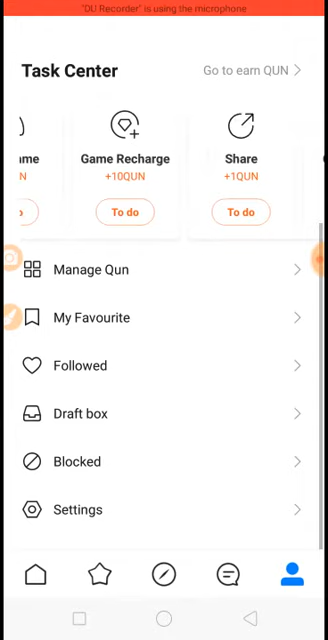 "DU Recorder" is using the microphone
Task Center
Go to earn QUN
Game Recharge
+10QUN
To do
Share
+1QUN
To do
Manage Qun
My Favourite
Followed
Draft box
Blocked
Settings